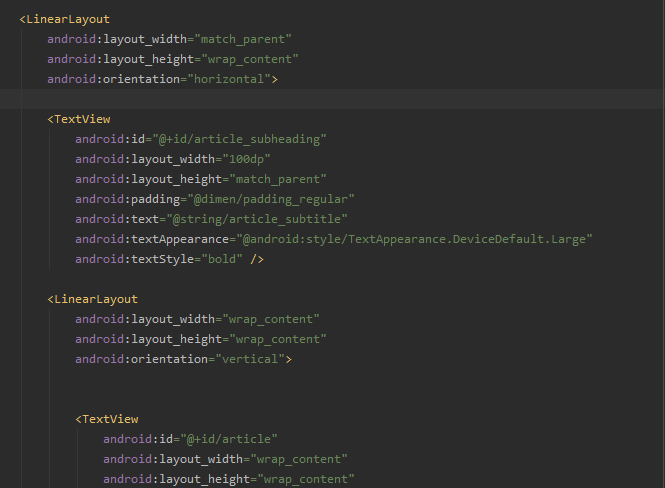 <LinearLayout
android:layout_width="match_parent"
android:layout_height="wrap_content"
android:orientation="horizontal">
<TextView
android:id="@+id/article_subheading"
android:layout_width="100dp"
android:layout_height="match_parent"
android:padding="@dimen/padding_regular"
android:text="@string/article_subtitle"
android:textAppearance="@android:style/TextAppearance.DeviceDefault.Large"
android:textStyle="bold" />
<LinearLayout
android:layout_width="wrap_content"
android:layout_height="wrap_content"
android:orientation="vertical">
<TextView
android:id="@+id/article"
android:layout_width="wrap_content"
android:layout_height="wrap_content"